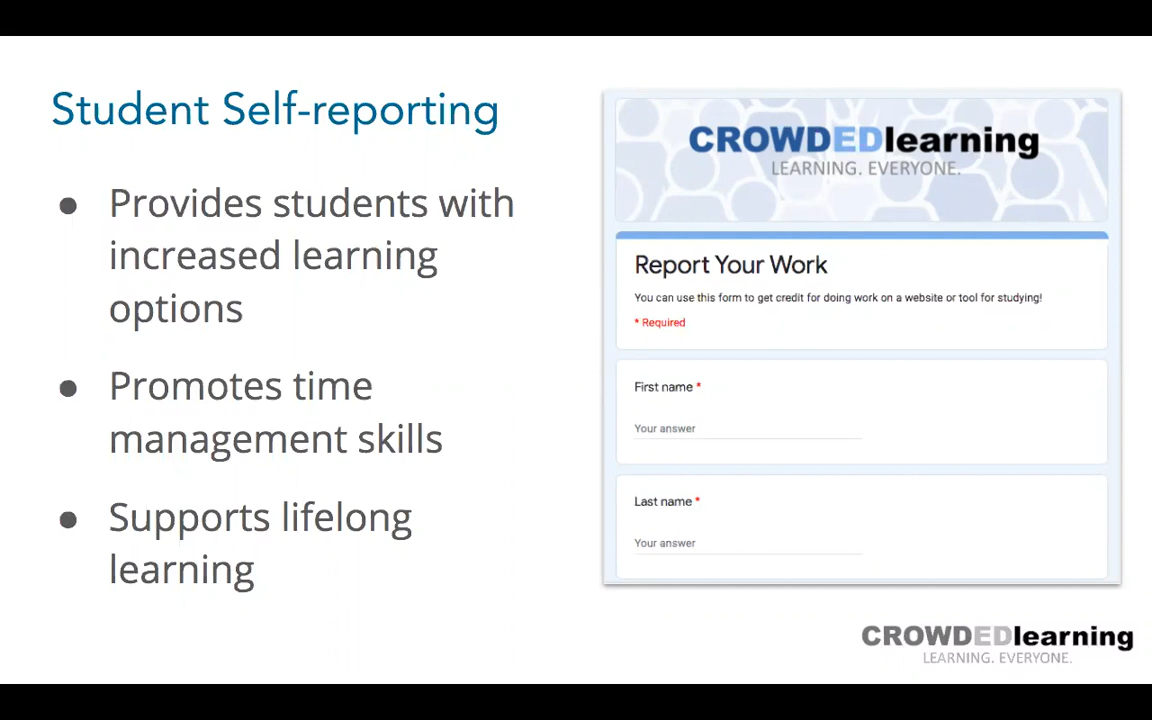 Student Self-reporting
● Provides students with
increased learning
options
● Promotes time
management skills
● Supports lifelong
learning
CROWDEDlearning
LEARNING. EVERYONE.
Report Your Work
You can use this form to get credit for doing work on a website or tool for studying!
* Required
First name *
Your answer
Last name *
Your answer
CROWDEDlearning
LEARNING. EVERYONE.